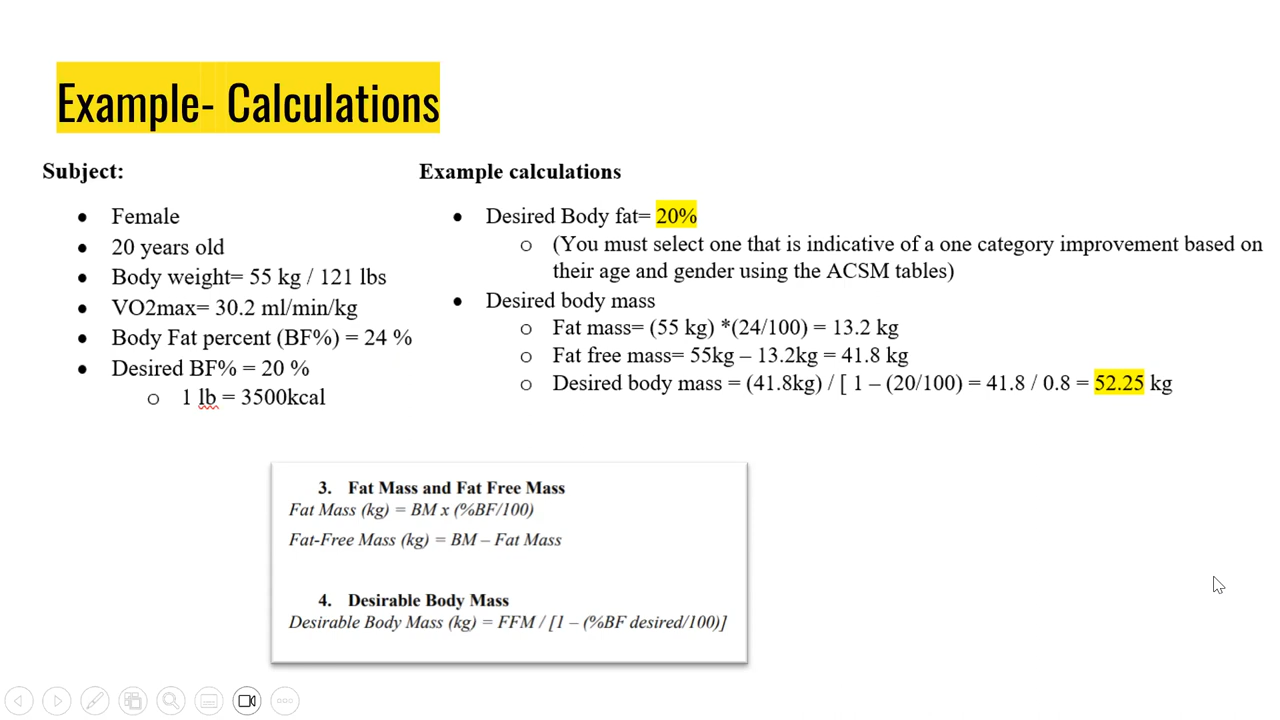 Example- Calculations
Subject:
● Female
● 20 years old
● Body weight= 55 kg / 121 lbs
● VO2max= 30.2 ml/min/kg
● Body Fat percent (BF%) = 24 %
● Desired BF% = 20 %
○ 1 lb = 3500kcal
Example calculations
● Desired Body fat= 20%
○ (You must select one that is indicative of a one category improvement based on
their age and gender using the ACSM tables)
● Desired body mass
○ Fat mass= (55 kg) *(24/100) = 13.2 kg
○ Fat free mass= 55kg – 13.2kg = 41.8 kg
○ Desired body mass = (41.8kg) / [ 1 – (20/100) = 41.8 / 0.8 = 52.25 kg
3. Fat Mass and Fat Free Mass
Fat Mass (kg) = BM x (%BF/100)
Fat-Free Mass (kg) = BM – Fat Mass
4. Desirable Body Mass
Desirable Body Mass (kg) = FFM / [1 – (%BF desired/100)]